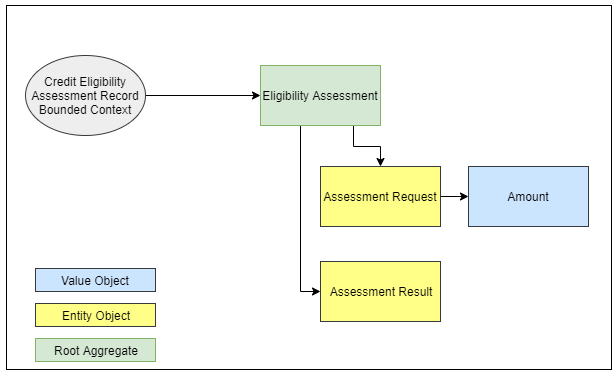 Credit Eligibility
Assessment Record
Bounded Context
Eligibility Assessment
Assessment Request
Amount
Assessment Result
Value Object
Entity Object
Root Aggregate